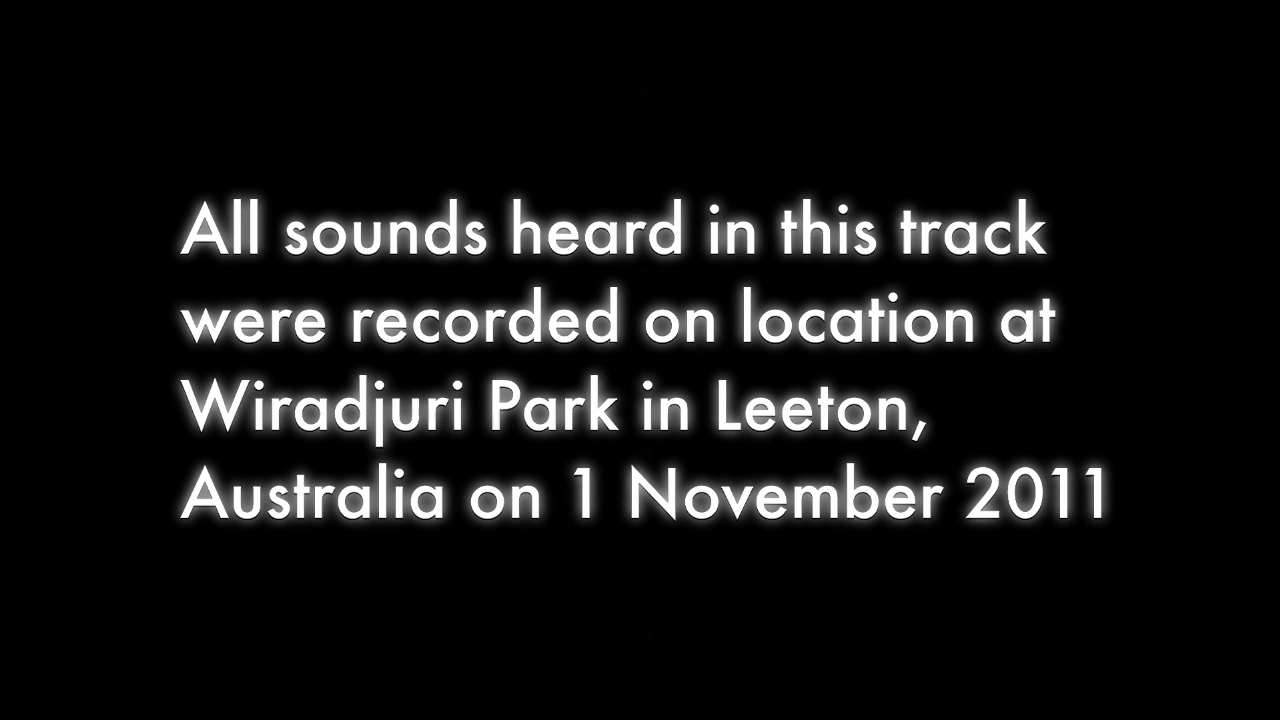 All sounds heard in this track
were recorded on location at
Wiradjuri Park in Leeton,
Australia on 1 November 2011